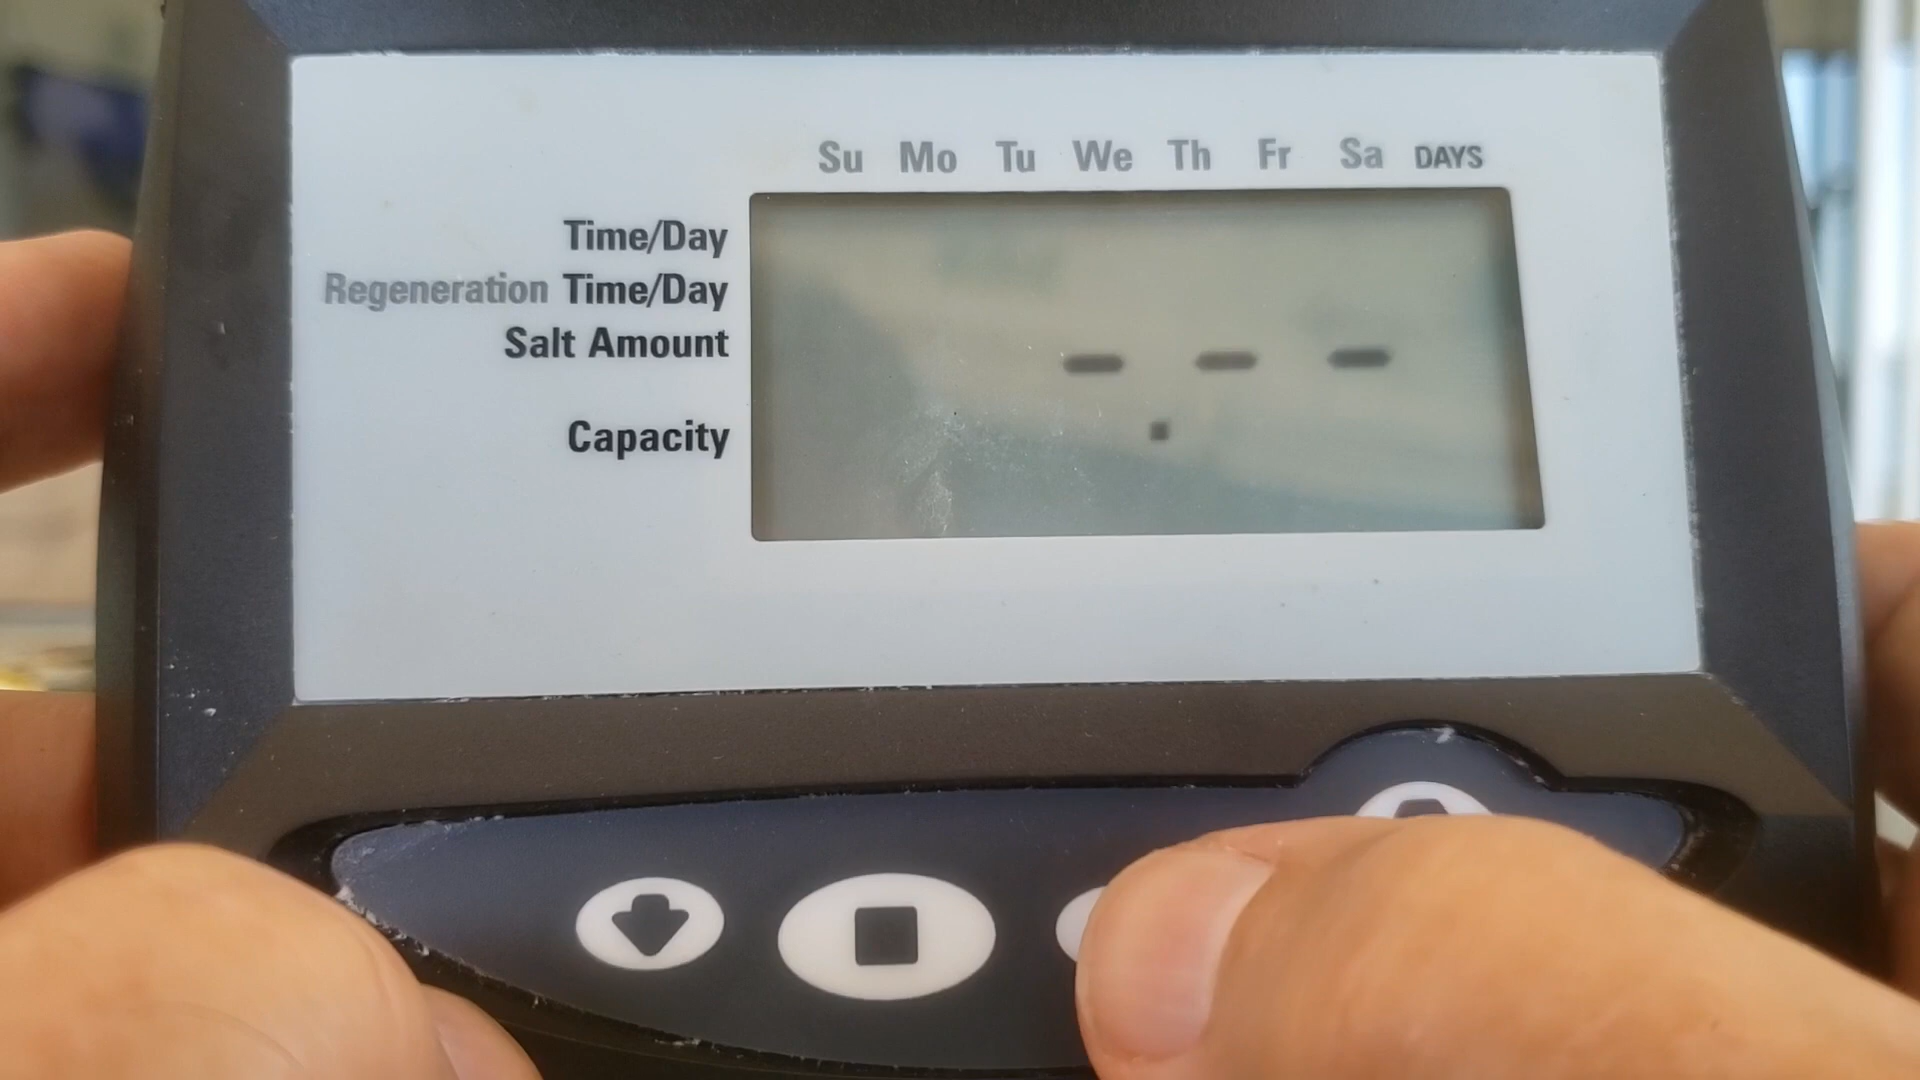 Su Mo Tu We Th Fr Sa DAYS
Time/Day
Regeneration Time/Day
Salt Amount
- - -
Capacity
.